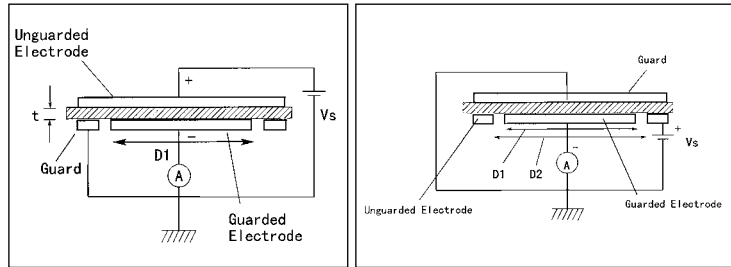 Unguarded
Electrode
+
t
Vs
Guard
−
D1
A
Guarded
Electrode
Guard
+
Vs
−
D1
D2
A
Unguarded Electrode
Guarded Electrode